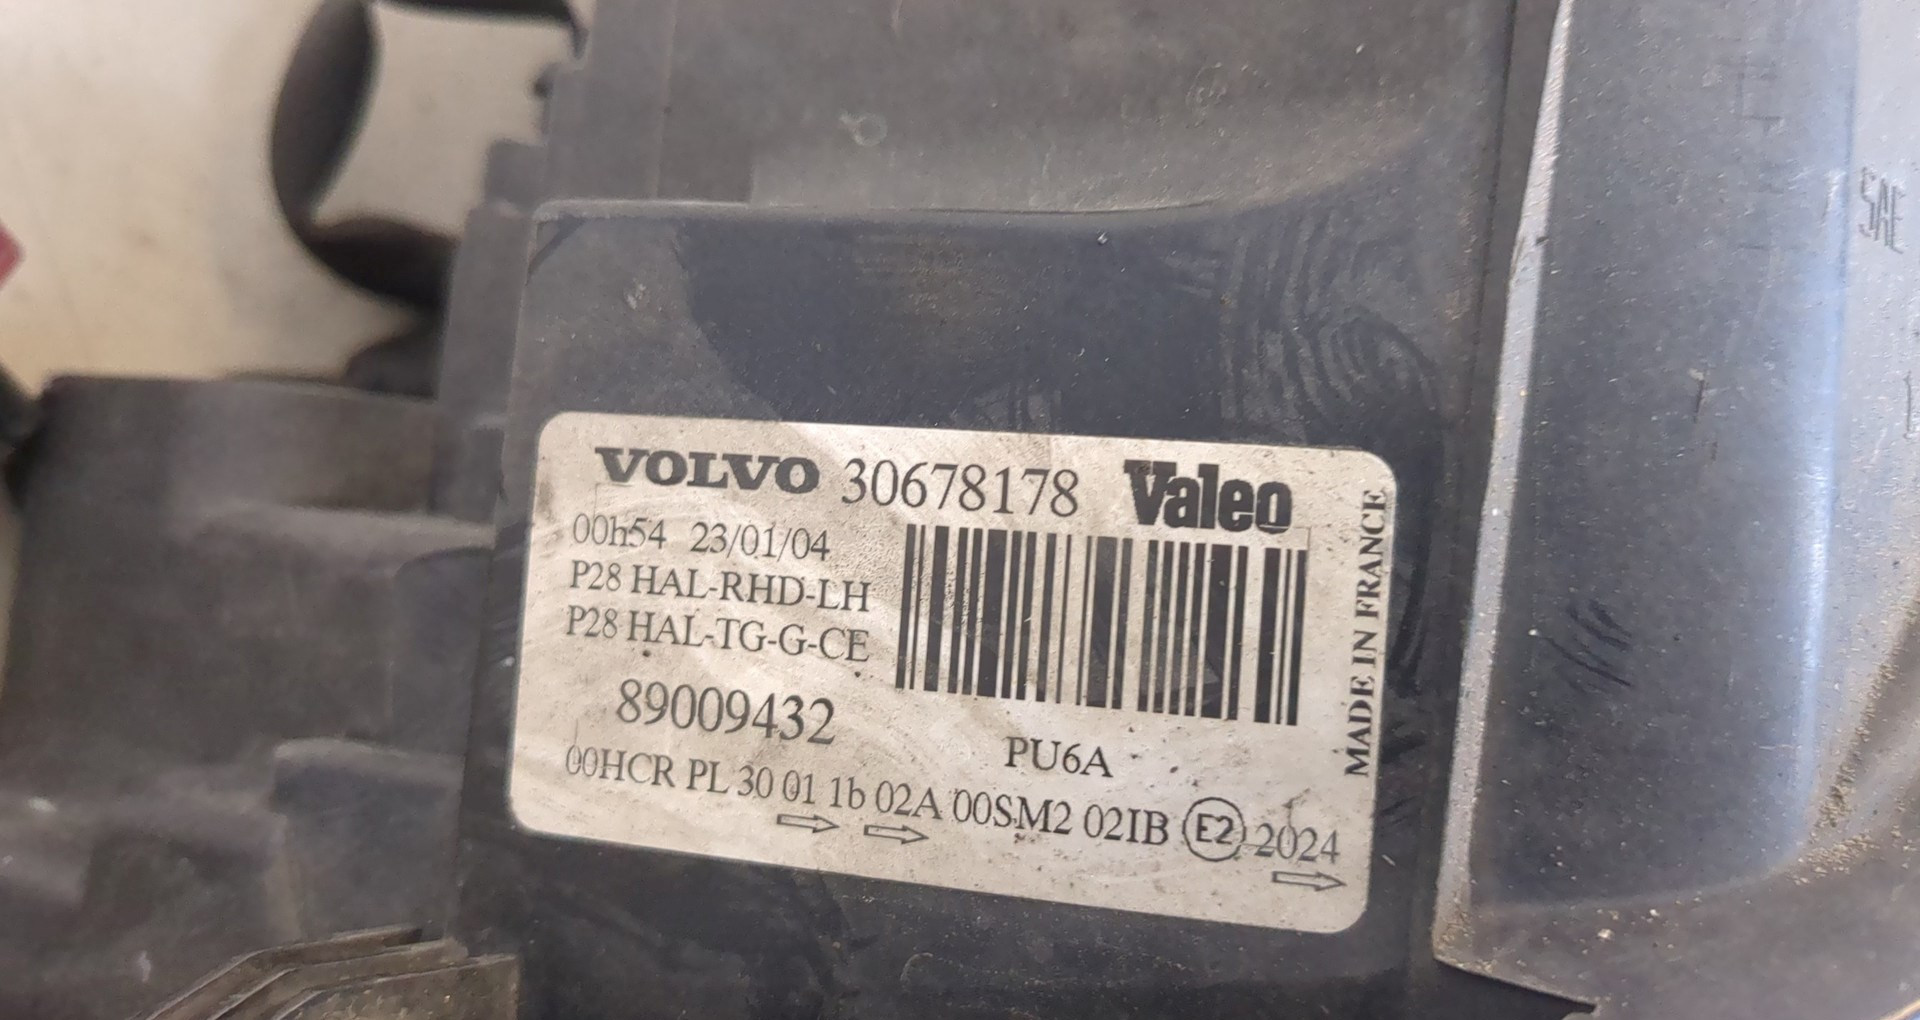 VOLVO 30678178 Valeo
00h54 23/01/04
P28 HAL-RHD-LH
P28 HAL-TG-G-CE
89009432
PU6A
00HCR PL 30 01 1b 02A 00SM2 02IB E2 2024
MADE IN FRANCE
SAE